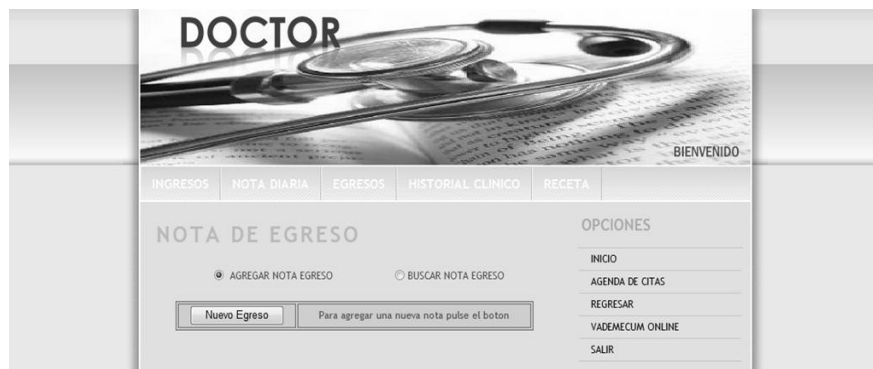 DOCTOR
BIENVENIDO
INGRESOS NOTA DIARIA EGRESOS HISTORIAL CLÍNICO RECETA
NOTA DE EGRESO
AGREGAR NOTA EGRESO BUSCAR NOTA EGRESO
Nuevo Egreso Para agregar una nueva nota pulse el boton
OPCIONES
INICIO
AGENDA DE CITAS
REGRESAR
VADEMECUM ONLINE
SALIR